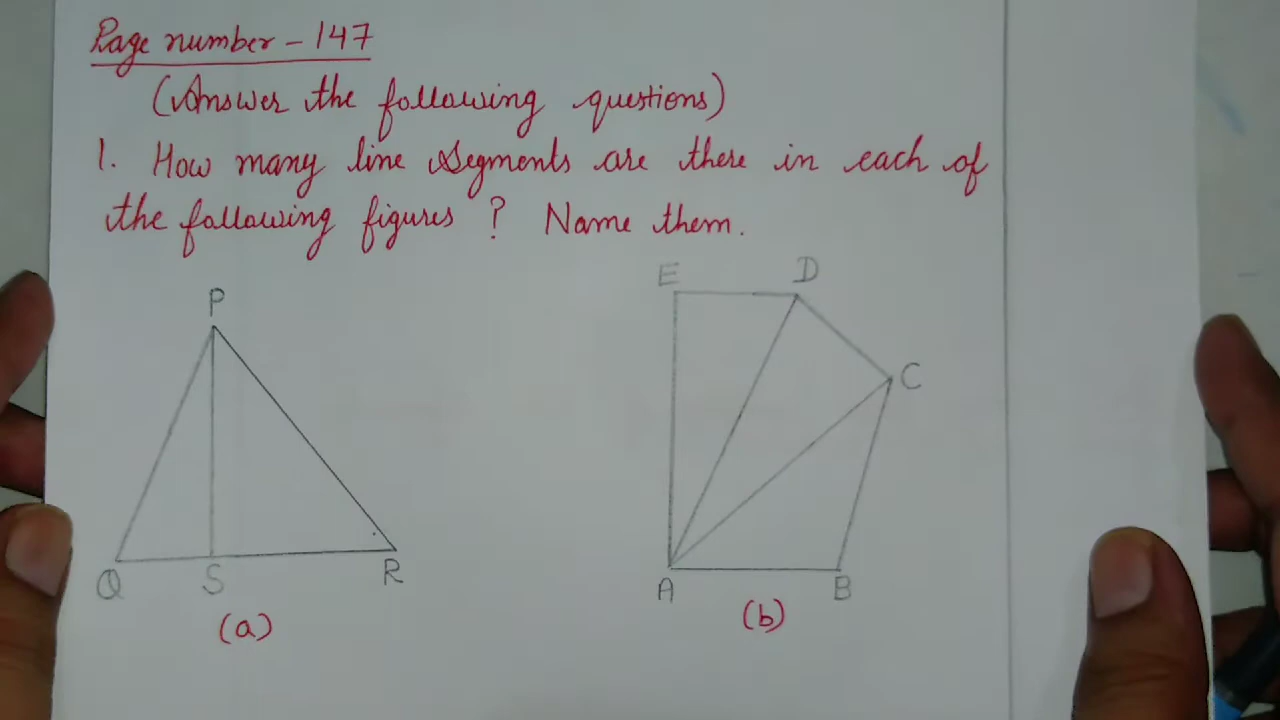 Page number - 147
(Answer the following questions)
1. How many line segments are there in each of
the following figures ? Name them.
P
Q S R
(a)
E D
C
A B
(b)